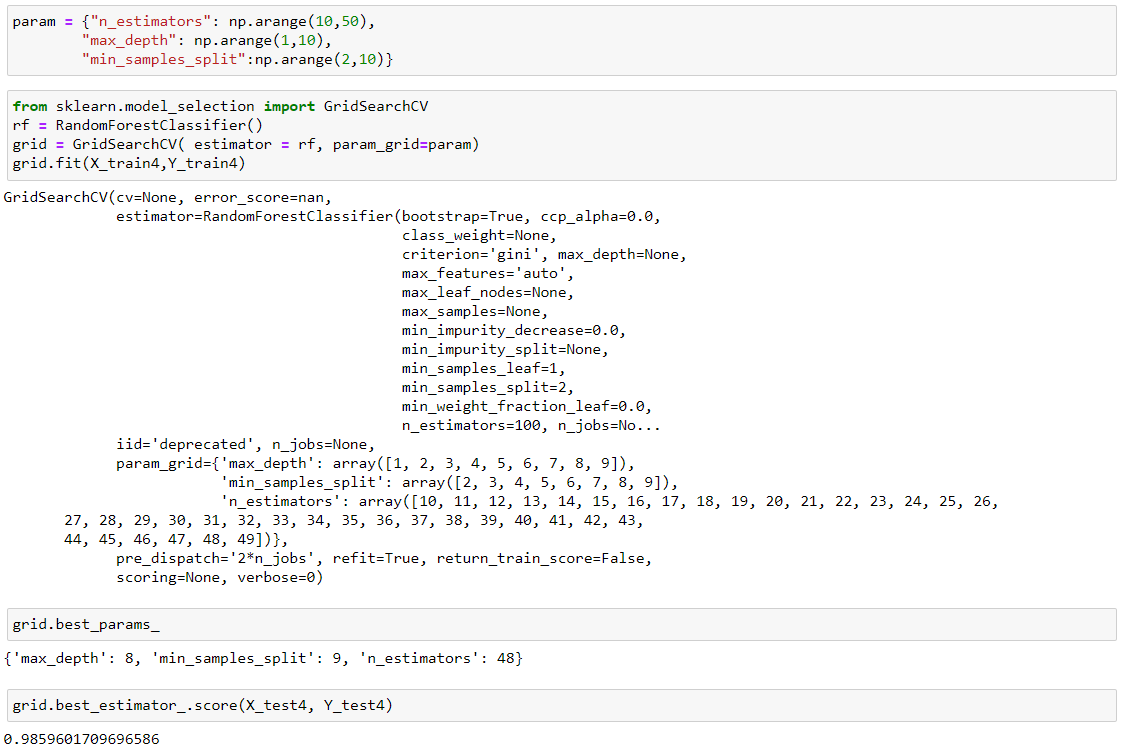 param = {"n_estimators": np.arange(10,50),
        "max_depth": np.arange(1,10),
        "min_samples_split":np.arange(2,10)}
from sklearn.model_selection import GridSearchCV
rf = RandomForestClassifier()
grid = GridSearchCV( estimator = rf, param_grid=param)
grid.fit(X_train4,Y_train4)
GridSearchCV(cv=None, error_score=nan,
             estimator=RandomForestClassifier(bootstrap=True, ccp_alpha=0.0,
                                              class_weight=None,
                                              criterion='gini', max_depth=None,
                                              max_features='auto',
                                              max_leaf_nodes=None,
                                              max_samples=None,
                                              min_impurity_decrease=0.0,
                                              min_impurity_split=None,
                                              min_samples_leaf=1,
                                              min_samples_split=2,
                                              min_weight_fraction_leaf=0.0,
                                              n_estimators=100, n_jobs=No...
             iid='deprecated', n_jobs=None,
             param_grid={'max_depth': array([1, 2, 3, 4, 5, 6, 7, 8, 9]),
                         'min_samples_split': array([2, 3, 4, 5, 6, 7, 8, 9]),
                         'n_estimators': array([10, 11, 12, 13, 14, 15, 16, 17, 18, 19, 20, 21, 22, 23, 24, 25, 26,
       27, 28, 29, 30, 31, 32, 33, 34, 35, 36, 37, 38, 39, 40, 41, 42, 43,
       44, 45, 46, 47, 48, 49])},
             pre_dispatch='2*n_jobs', refit=True, return_train_score=False,
             scoring=None, verbose=0)
grid.best_params_
{'max_depth': 8, 'min_samples_split': 9, 'n_estimators': 48}
grid.best_estimator_.score(X_test4, Y_test4)
0.9859601709696586